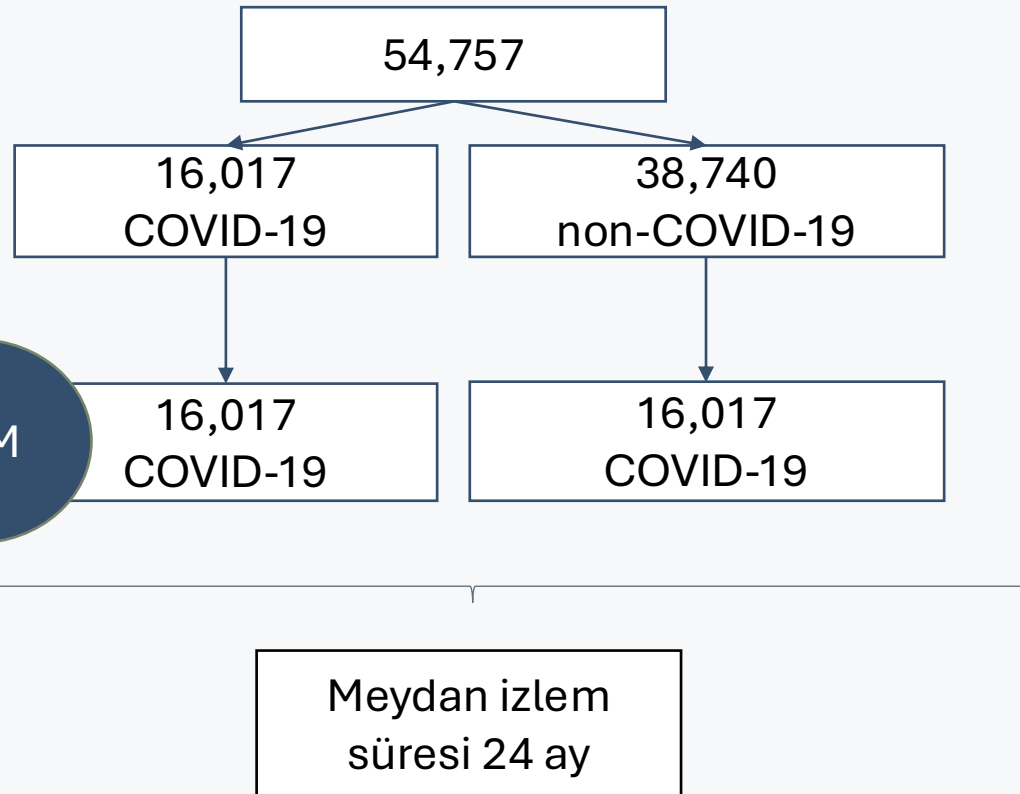 54,757
16,017
COVID-19
38,740
non-COVID-19
M
16,017
COVID-19
16,017
COVID-19
Meydan izlem
süresi 24 ay